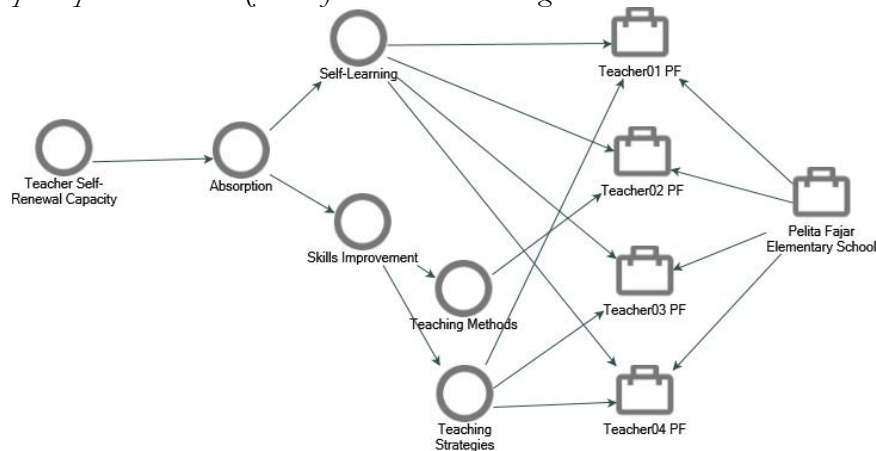 Self-Learning
Teacher01 PF
Teacher Self-
Renewal Capacity
Absorption
Teacher02 PF
Skills Improvement
Pelita Fajar
Elementary School
Teaching Methods
Teacher03 PF
Teaching
Strategies
Teacher04 PF